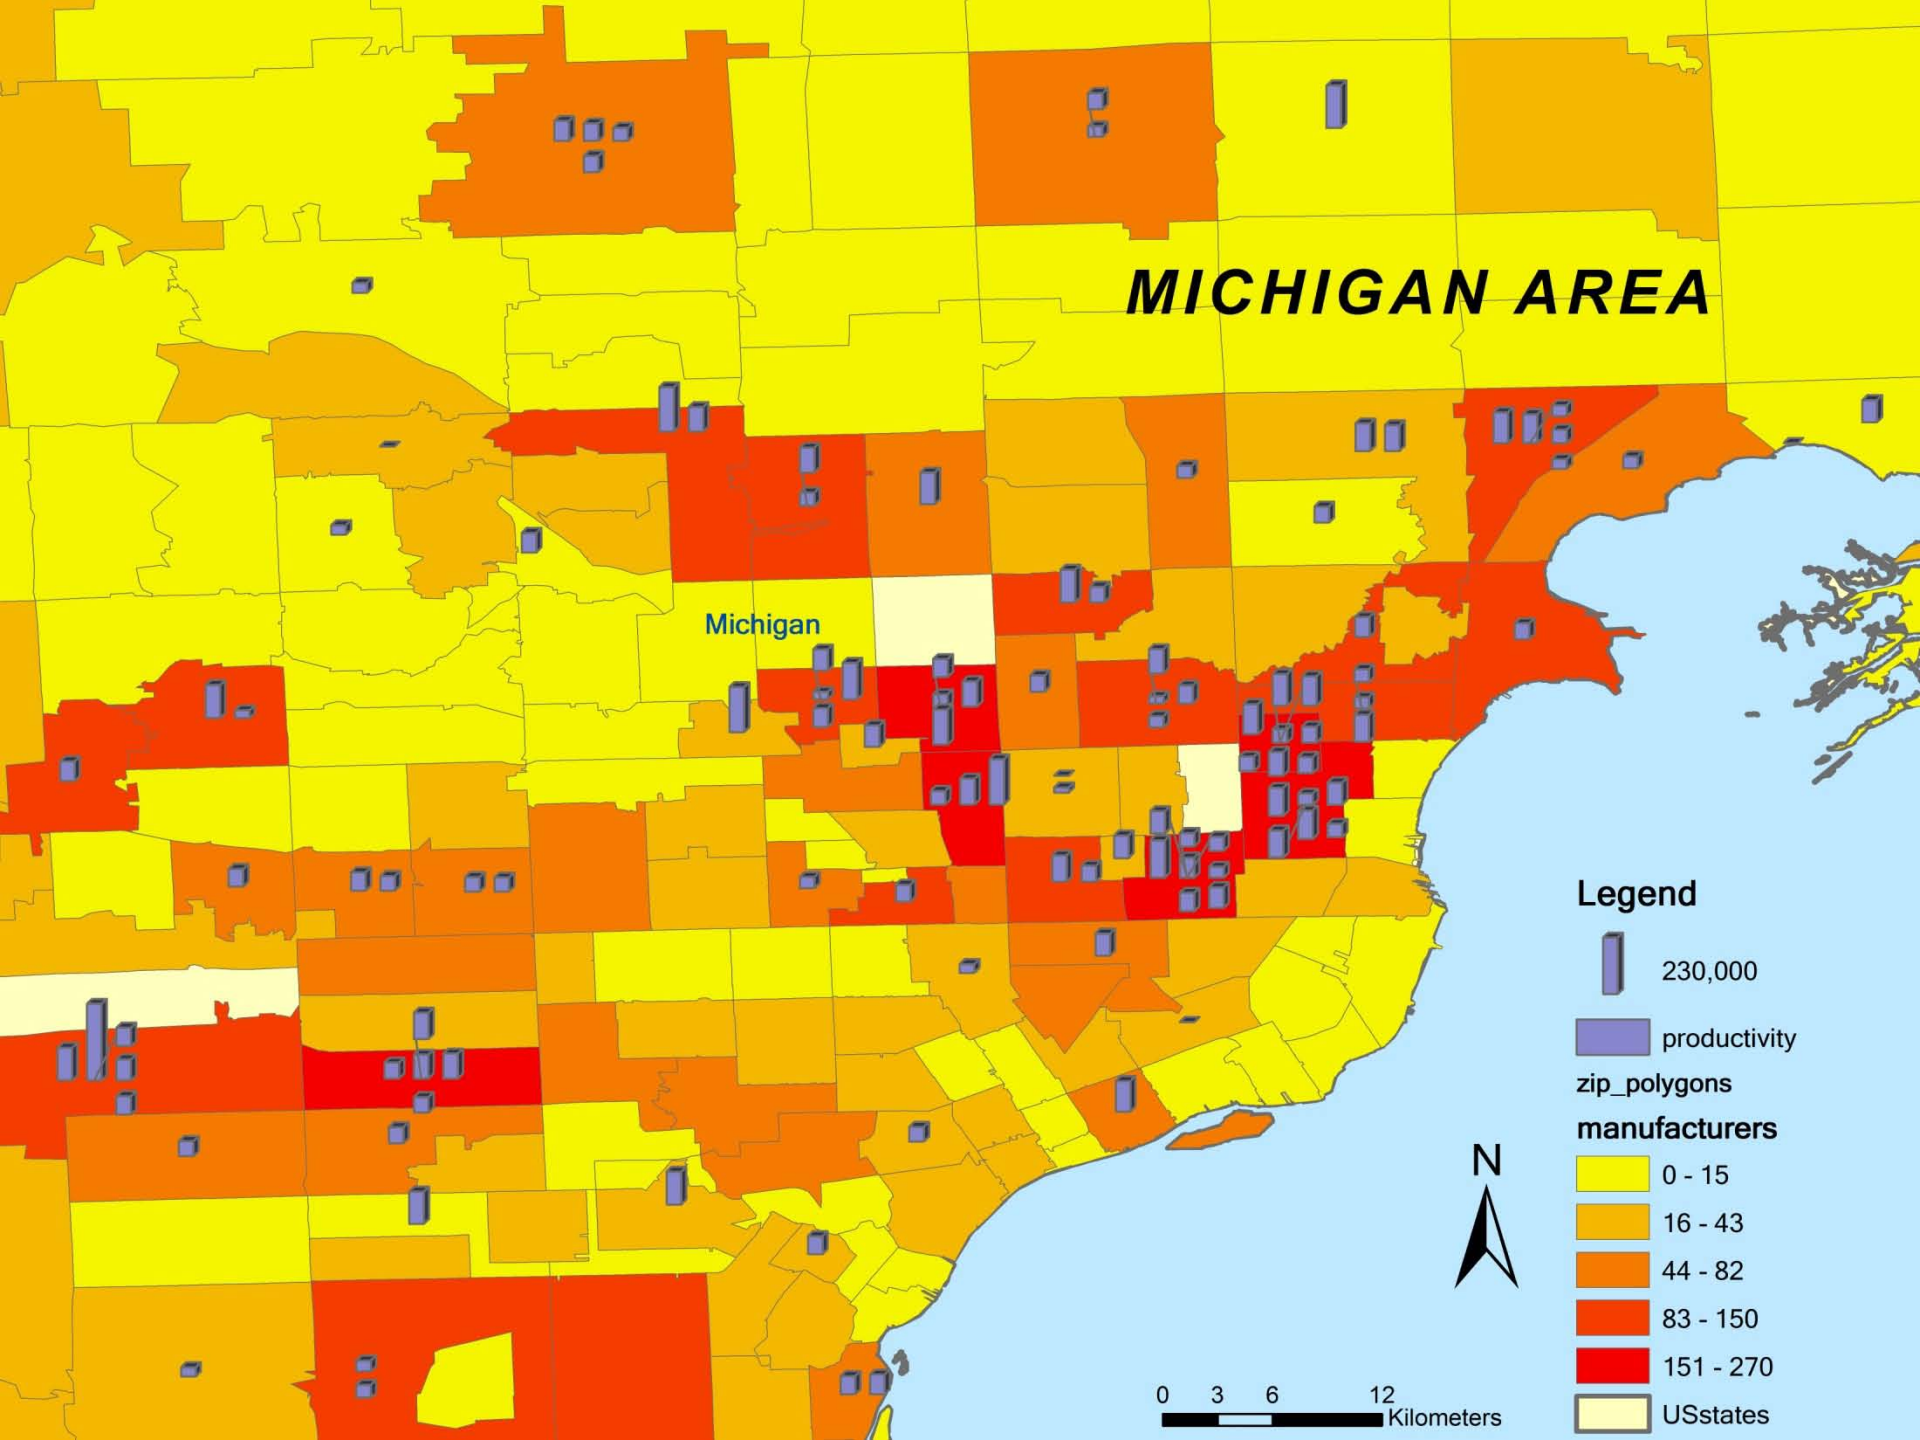 MICHIGAN AREA
Michigan
Legend
230,000
productivity
zip_polygons
manufacturers
0 - 15
16 - 43
44 - 82
83 - 150
151 - 270
USstates
N
0 3 6 12
Kilometers